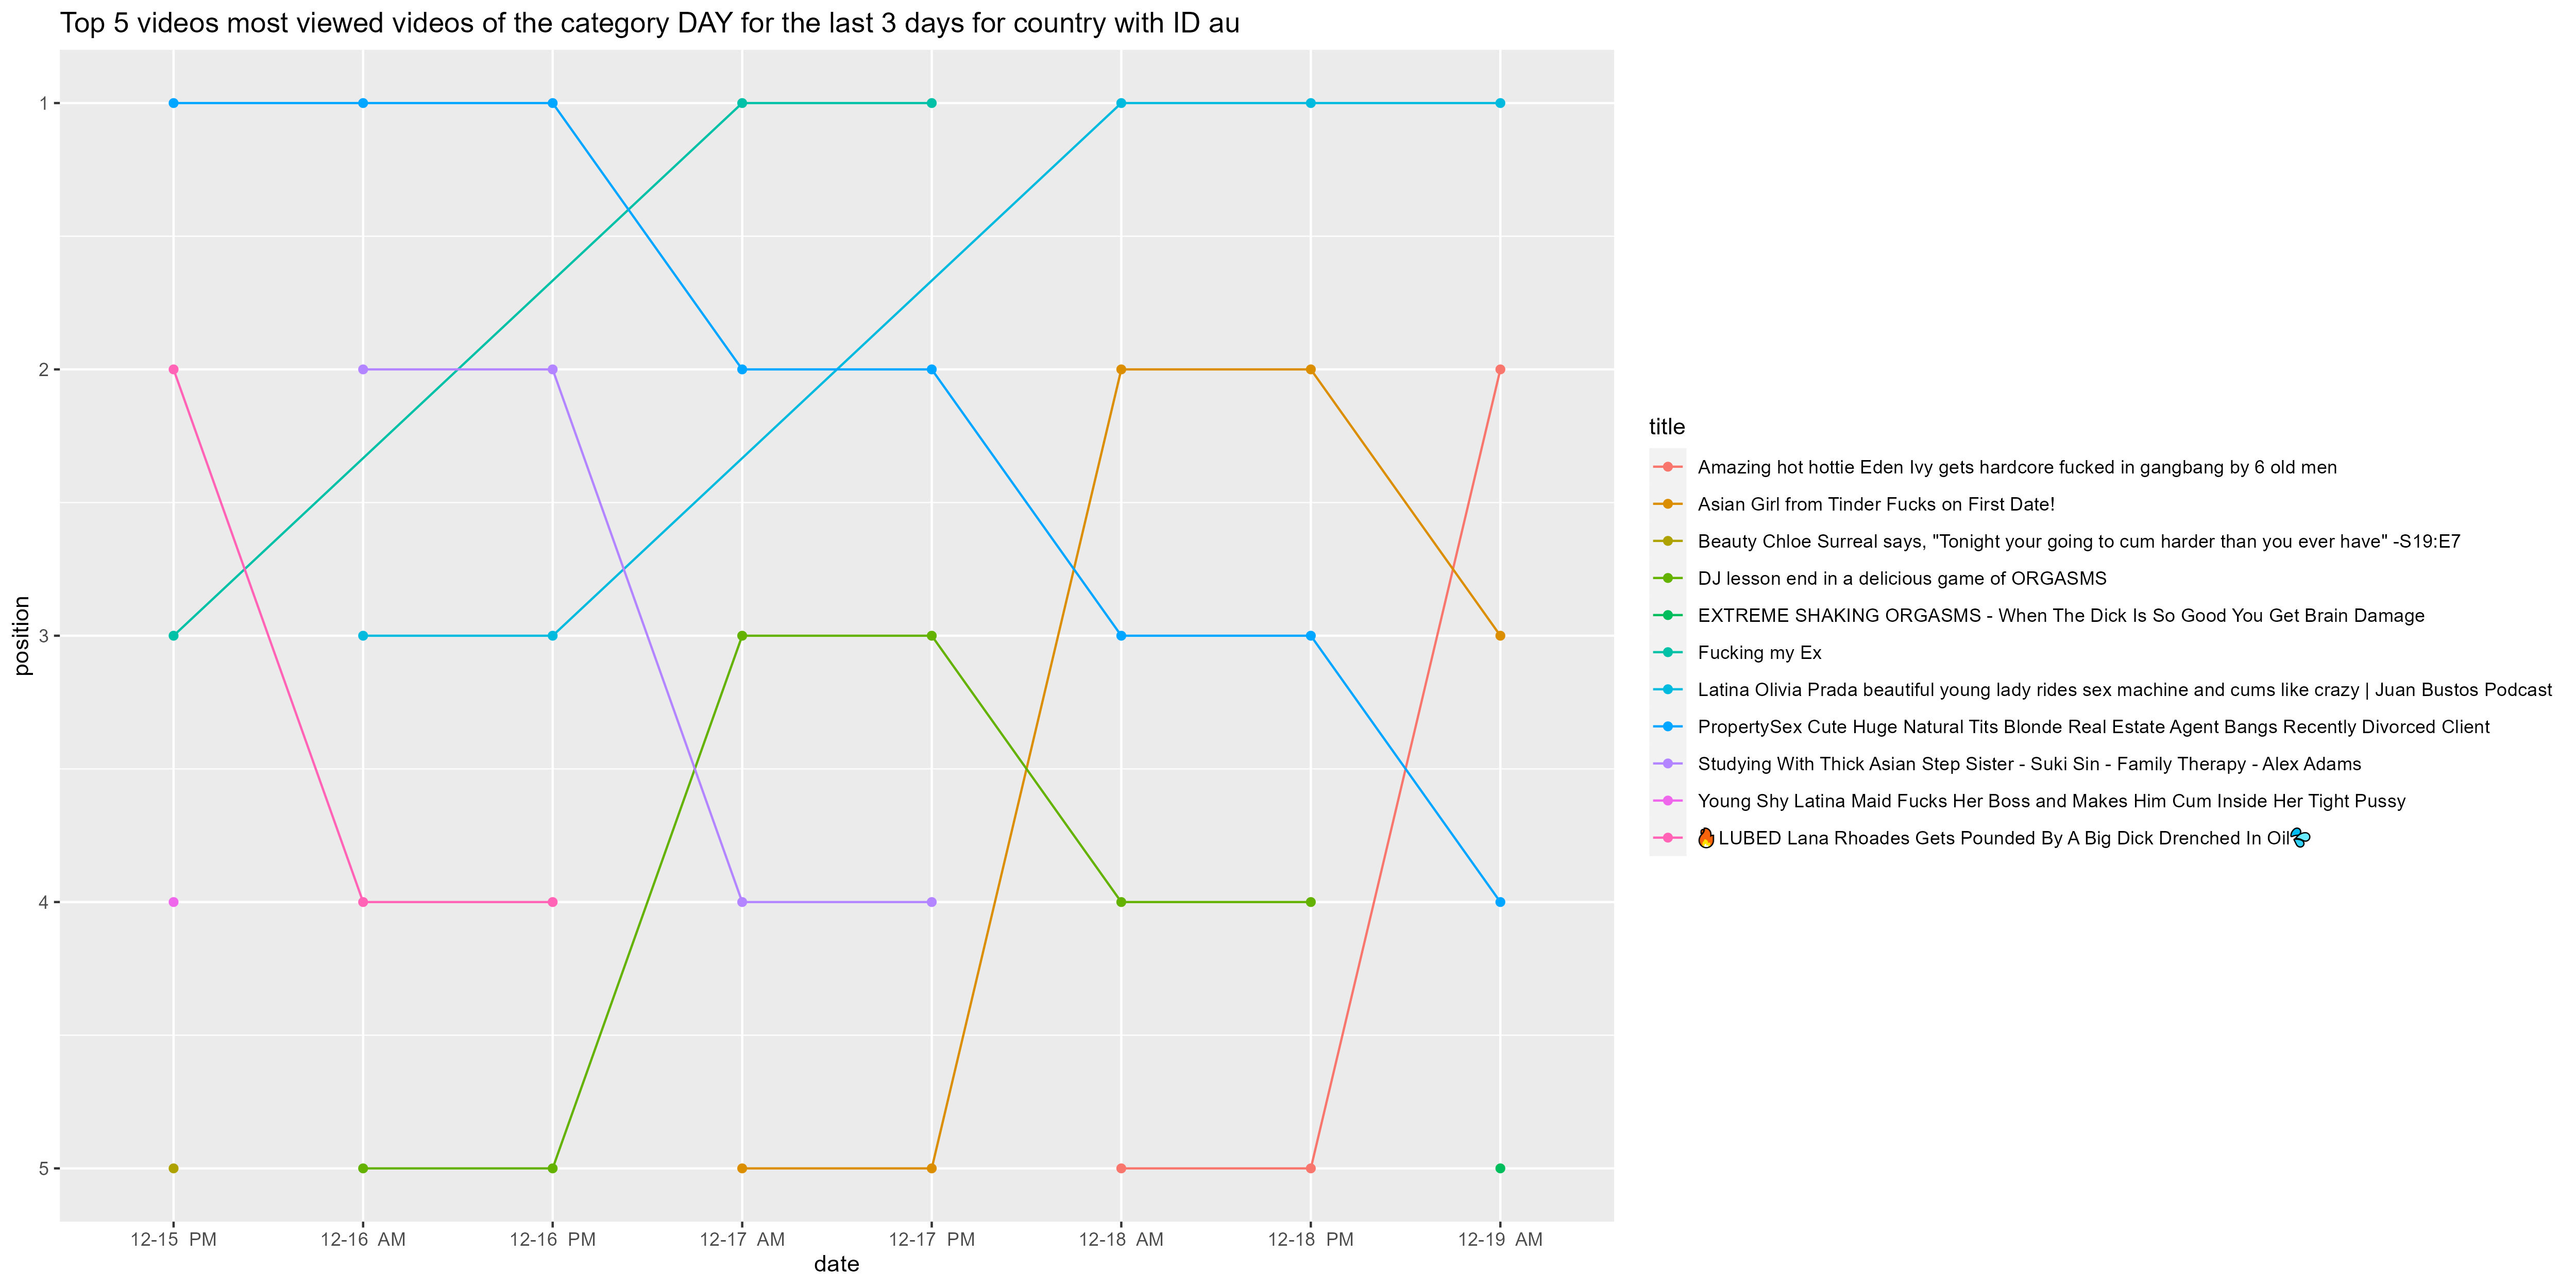 Top 5 videos most viewed videos of the category DAY for the last 3 days for country with ID au
position
1
2
3
4
5
12-15 PM
12-16 AM
12-16 PM
12-17 AM
12-17 PM
12-18 AM
12-18 PM
12-19 AM
date
title
Amazing hot hottie Eden Ivy gets hardcore fucked in gangbang by 6 old men
Asian Girl from Tinder Fucks on First Date!
Beauty Chloe Surreal says, "Tonight your going to cum harder than you ever have" -S19:E7
DJ lesson end in a delicious game of ORGASMS
EXTREME SHAKING ORGASMS - When The Dick Is So Good You Get Brain Damage
Fucking my Ex
Latina Olivia Prada beautiful young lady rides sex machine and cums like crazy | Juan Bustos Podcast
PropertySex Cute Huge Natural Tits Blonde Real Estate Agent Bangs Recently Divorced Client
Studying With Thick Asian Step Sister - Suki Sin - Family Therapy - Alex Adams
Young Shy Latina Maid Fucks Her Boss and Makes Him Cum Inside Her Tight Pussy
🔥LUBED Lana Rhoades Gets Pounded By A Big Dick Drenched In Oil💦